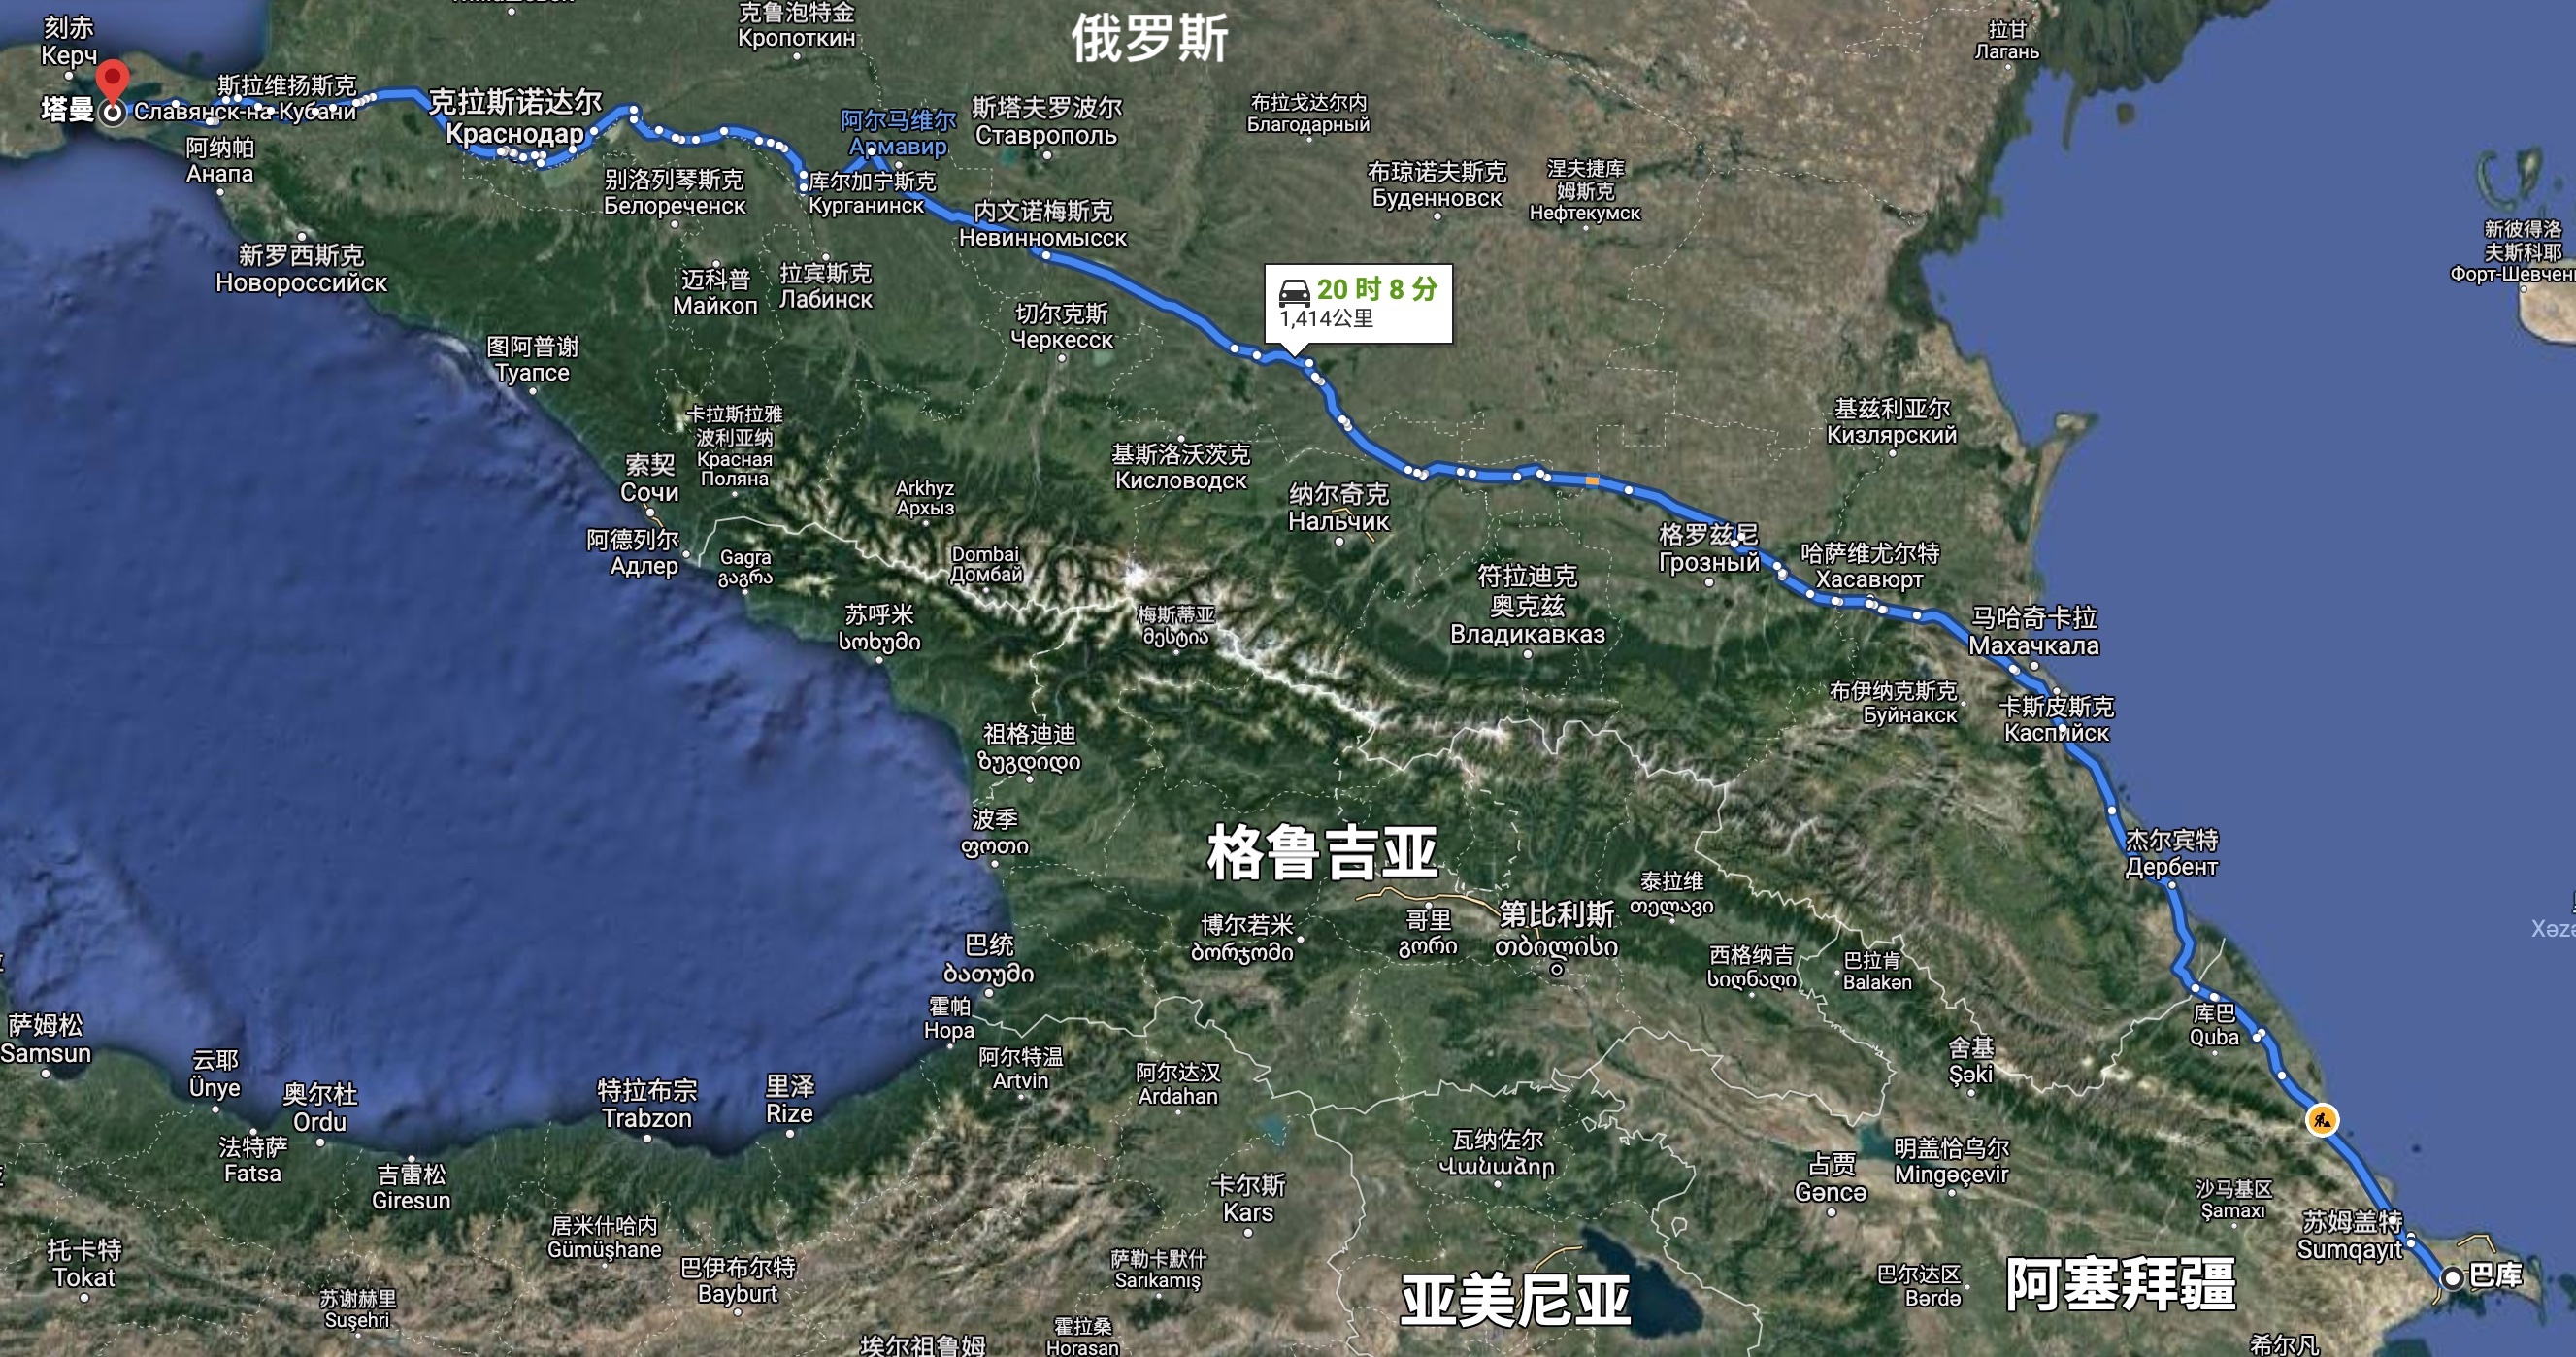 克鲁泡特金
Кропоткин
俄罗斯
拉甘
Лагань
刻赤
Керчь
塔曼
斯拉维扬斯克
Славянск-на-Кубани
克拉斯诺达尔
Краснодар
阿尔马维尔
Армавир
斯塔夫罗波尔
Ставрополь
布拉戈达尔内
Благодарный
阿纳帕
Анапа
别洛列琴斯克
Белореченск
库尔加宁斯克
Курганинск
内文诺梅斯克
Невинномысск
布琼诺夫斯克
Буденновск
涅夫捷库
姆斯克
Нефтекумск
新彼得洛
夫斯科耶
Форт-Шевчен
新罗西斯克
Новороссийск
迈科普
Майкоп
拉宾斯克
Лабинск
切尔克斯
Черкесск
20 时 8 分
1,414公里
图阿普谢
Туапсе
卡拉斯拉雅
波利亚纳
Красная
Поляна
基兹利亚尔
Кизлярский
索契
Сочи
Arkhyz
Архыз
基斯洛沃茨克
Кисловодск
纳尔奇克
Нальчик
阿德列尔
Адлер
Gagra
გაგრა
Dombai
Домбай
格罗兹尼
Грозный
哈萨维尤尔特
Хасавюрт
苏呼米
სოხუმი
梅斯蒂亚
მესტია
符拉迪克
奥克兹
Владикавказ
马哈奇卡拉
Махачкала
布伊纳克斯克
Буйнакск
卡斯皮斯克
Каспийск
祖格迪迪
ზუგდიდი
波季
ფოთი
格鲁吉亚
杰尔宾特
Дербент
泰拉维
თელავი
博尔若米
ბორჯომი
哥里
გორი
第比利斯
თბილისი
巴统
ბათუმი
西格纳吉
სიღნაღი
巴拉肯
Balakən
Xəzə
霍帕
Hopa
库巴
Quba
萨姆松
Samsun
云耶
Ünye
奥尔杜
Ordu
特拉布宗
Trabzon
里泽
Rize
阿尔特温
Artvin
阿尔达汉
Ardahan
舍基
Şəki
法特萨
Fatsa
吉雷松
Giresun
瓦纳佐尔
Վանաձոր
占贾
Gəncə
明盖恰乌尔
Mingəçevir
卡尔斯
Kars
沙马基区
Şamaxı
苏姆盖特
Sumqayıt
居米什哈内
Gümüşhane
托卡特
Tokat
巴伊布尔特
Bayburt
萨勒卡默什
Sarıkamış
亚美尼亚
巴尔达区
Bərdə
阿塞拜疆
巴库
苏谢赫里
Suşehri
霍拉桑
Horasan
埃尔祖鲁姆
希尔凡